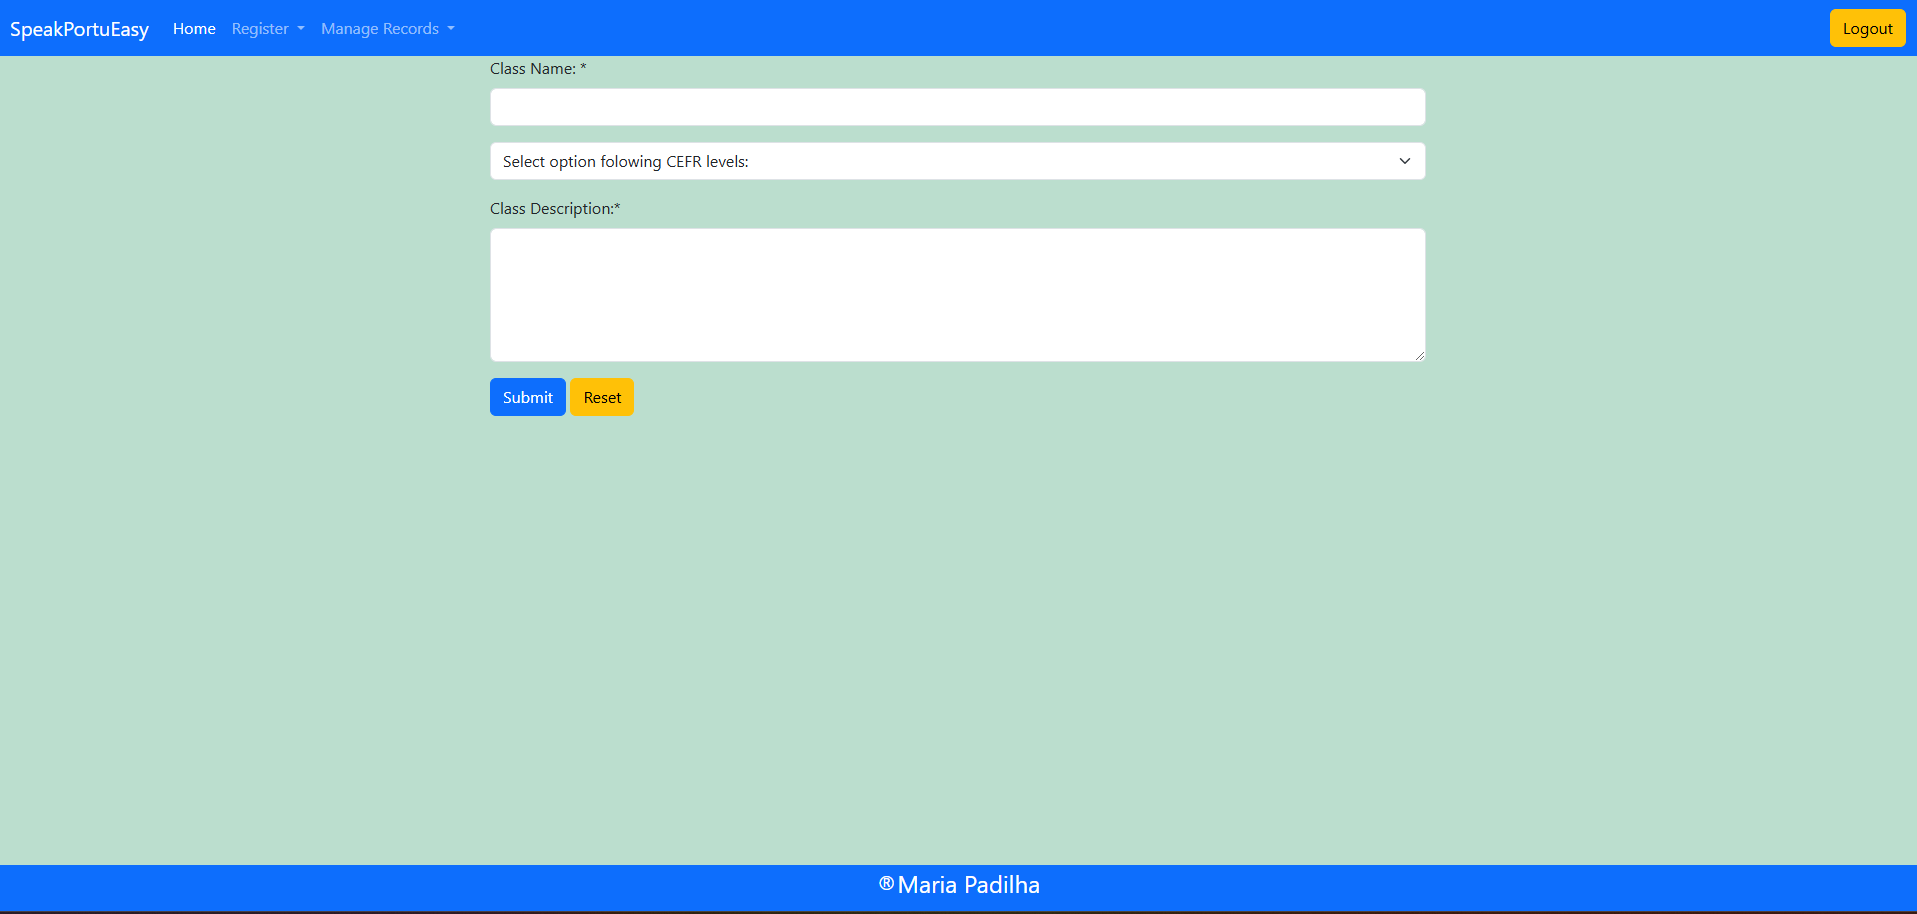 SpeakPortuEasy Home Register Manage Records Logout
Class Name: *
Select option folowing CEFR levels:
Class Description:*
Submit Reset
®Maria Padilha